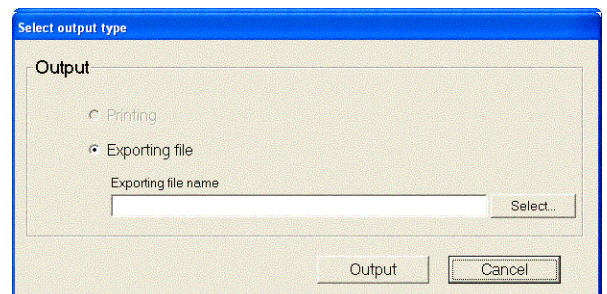 Select output type
Output
Printing
Exporting file
Exporting file name
Select...
Output Cancel